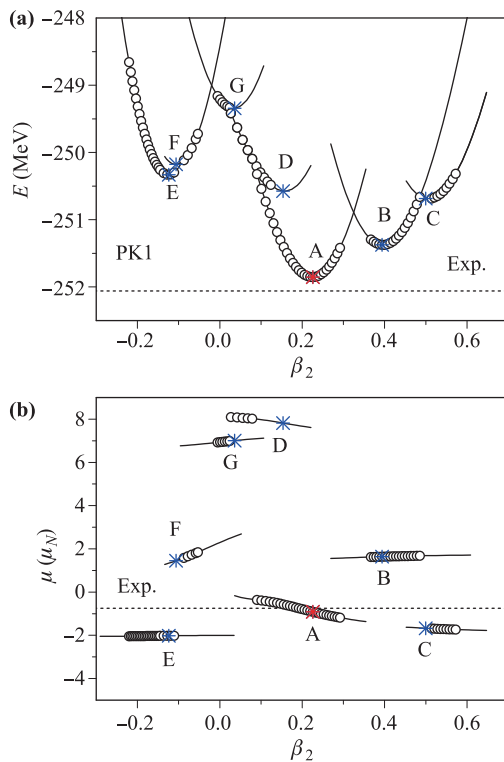 (a)
-248
-249
-250
-251
-252
E (MeV)
G
F
E
D
A
B
C
PK1
Exp.
-0.2
0.0
0.2
0.4
0.6
β₂
(b)
8
6
4
2
0
-2
-4
μ (μ_N)
D
G
F
B
Exp.
A
C
E
-0.2
0.0
0.2
0.4
0.6
β₂